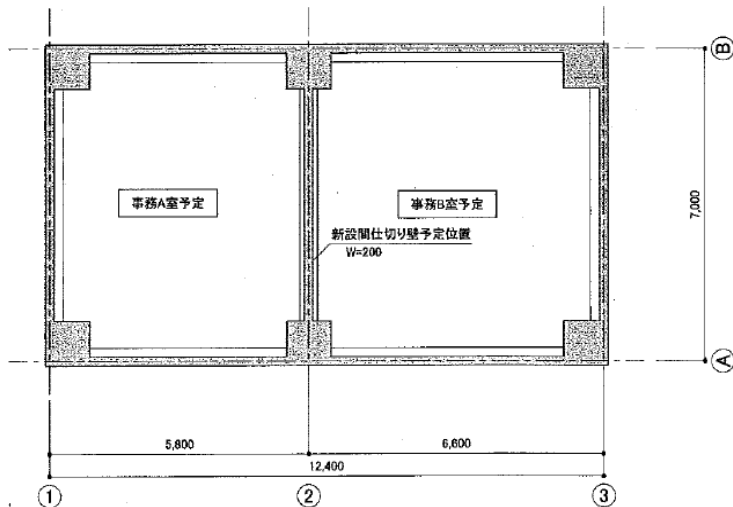 Ⓑ
事務A室予定
事務B室予定
7,000
新設間仕切り壁予定位置
W=200
Ⓐ
5,800
6,600
12,400
①
②
③